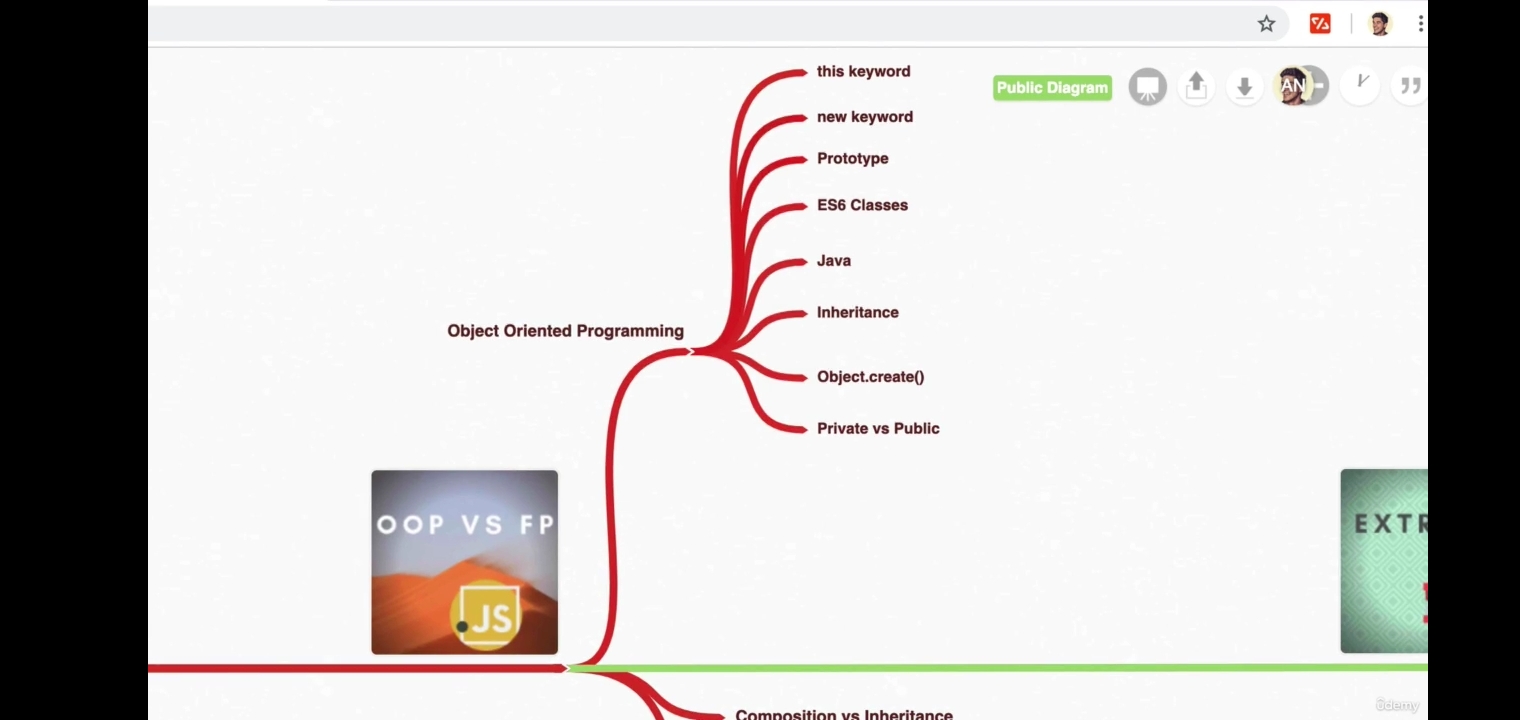 this keyword
Public Diagram
AN
new keyword
Prototype
ES6 Classes
Java
Inheritance
Object Oriented Programming
Object.create()
Private vs Public
OOP VS FP
EXTR
JS
Composition vs Inheritance
ûdemy